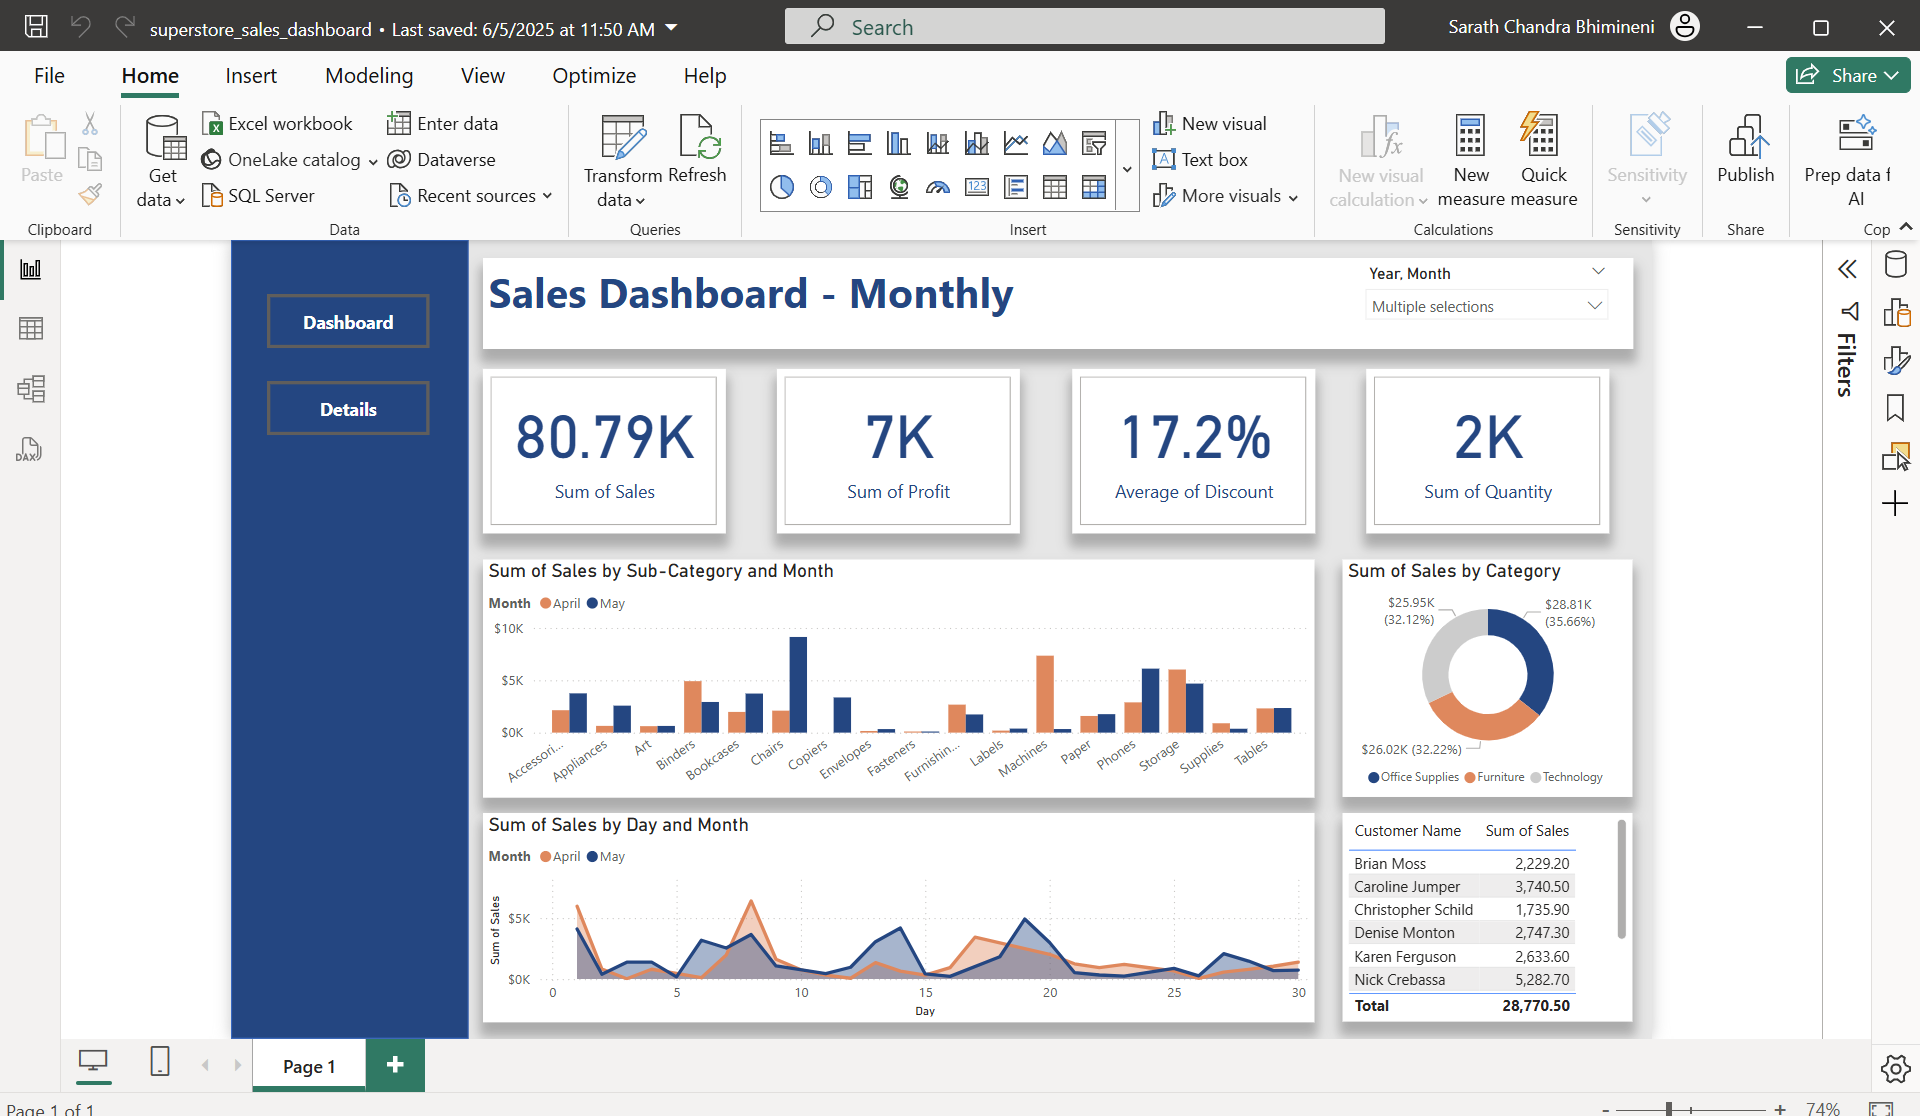 superstore_sales_dashboard • Last saved: 6/5/2025 at 11:50 AM
Search
Sarath Chandra Bhimineni
File Home Insert Modeling View Optimize Help
Share
Paste
Clipboard
Get data
Excel workbook
OneLake catalog
SQL Server
Enter data
Dataverse
Recent sources
Data
Transform data
Refresh
Queries
123
New visual
A Text box
More visuals
Insert
New visual calculation
New measure
Quick measure
Calculations
Sensitivity
Sensitivity
Publish
Share
Prep data f
AI
Cop
DAX
Dashboard
Details
Sales Dashboard - Monthly
Year, Month
Multiple selections
80.79K
Sum of Sales
7K
Sum of Profit
17.2%
Average of Discount
2K
Sum of Quantity
Sum of Sales by Sub-Category and Month
Month April May
$10K
$5K
$0K
Accessori...
Appliances
Art
Binders
Bookcases
Chairs
Copiers
Envelopes
Fasteners
Furnishin...
Labels
Machines
Paper
Phones
Storage
Supplies
Tables
Sum of Sales by Category
$25.95K
(32.12%)
$28.81K
(35.66%)
$26.02K (32.22%)
Office Supplies Furniture Technology
Sum of Sales by Day and Month
Month April May
Sum of Sales
$5K
$0K
0 5 10 15 20 25 30
Day
Customer Name Sum of Sales
Brian Moss 2,229.20
Caroline Jumper 3,740.50
Christopher Schild 1,735.90
Denise Monton 2,747.30
Karen Ferguson 2,633.60
Nick Crebassa 5,282.70
Total 28,770.50
Filters
Page 1
Page 1 of 1
74%